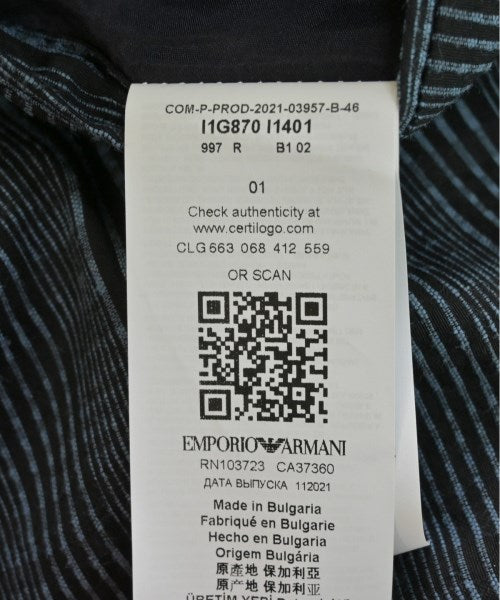 COM-P-PROD-2021-03957-B-46
I1G870 I1401
997 R B1 02
01
Check authenticity at
www.certilogo.com
CLG 663 068 412 559
OR SCAN
EMPORIO ARMANI
RN103723 CA37360
ДАТА ВЫПУСКА 112021
Made in Bulgaria
Fabriqué en Bulgarie
Hecho en Bulgaria
Origem Bulgária
原產地 保加利亞
原产地 保加利亚
ÜRETİM YERİ